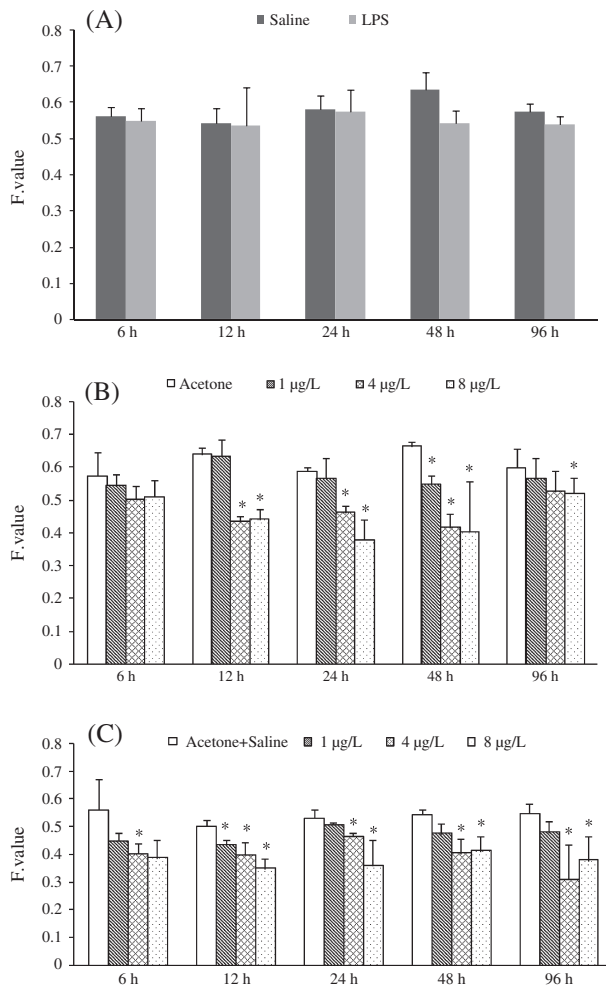 (A)
Saline LPS
F.value
0.8
0.7
0.6
0.5
0.4
0.3
0.2
0.1
0
6 h 12 h 24 h 48 h 96 h
(B)
Acetone 1 µg/L 4 µg/L 8 µg/L
F.value
0.8
0.7
0.6
0.5
0.4
0.3
0.2
0.1
0
* * * * * * * *
6 h 12 h 24 h 48 h 96 h
(C)
Acetone+Saline 1 µg/L 4 µg/L 8 µg/L
F.value
0.8
0.7
0.6
0.5
0.4
0.3
0.2
0.1
0
* * * * * * * * * *
6 h 12 h 24 h 48 h 96 h